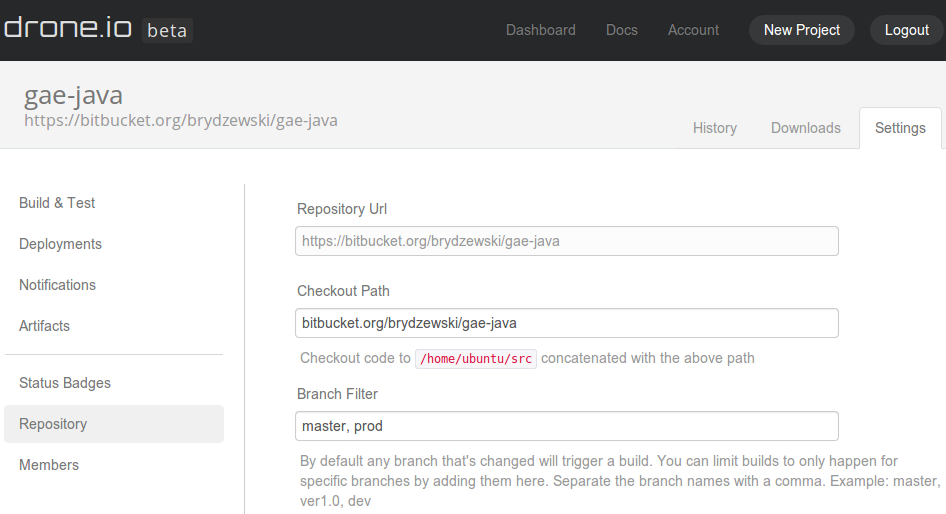 drone.io beta
Dashboard Docs Account New Project Logout
gae-java
https://bitbucket.org/brydzewski/gae-java
History Downloads Settings
Build & Test
Deployments
Notifications
Artifacts
Status Badges
Repository
Members
Repository Url
https://bitbucket.org/brydzewski/gae-java
Checkout Path
bitbucket.org/brydzewski/gae-java
Checkout code to /home/ubuntu/src concatenated with the above path
Branch Filter
master, prod
By default any branch that's changed will trigger a build. You can limit builds to only happen for
specific branches by adding them here. Separate the branch names with a comma. Example: master,
ver1.0, dev